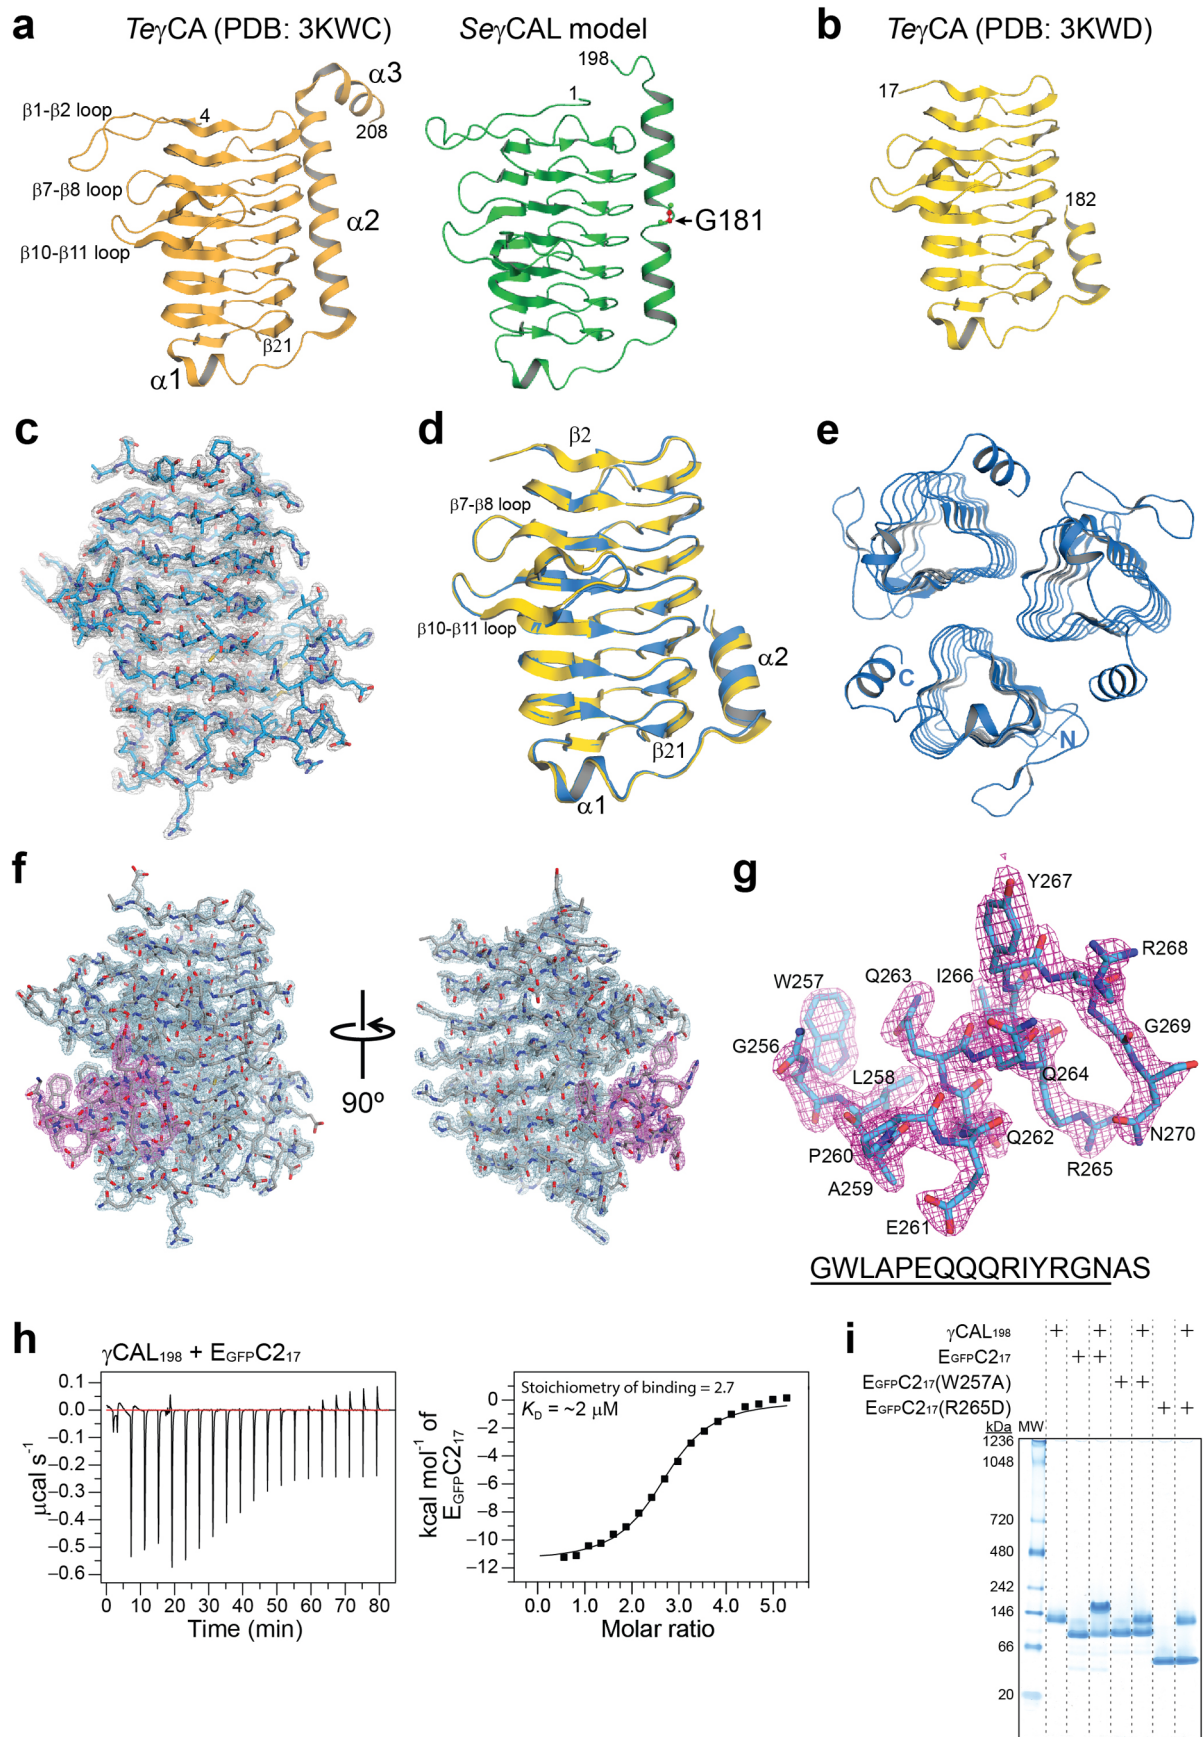 a
TeγCA (PDB: 3KWC)
SeγCAL model
b
TeγCA (PDB: 3KWD)
β1-β2 loop
4
α3
208
β7-β8 loop
α2
β10-β11 loop
β21
α1
198
1
G181
17
182
c
d
β2
β7-β8 loop
β10-β11 loop
α2
β21
α1
e
C
N
f
90º
g
Y267
R268
W257
Q263
I266
G269
G256
L258
Q264
P260
Q262
N270
A259
R265
E261
GWLAPEQQQRIYRGNAS
h
γCAL198 + EGFPC217
μcal s-1
0.1
0.0
−0.1
−0.2
−0.3
−0.4
−0.5
−0.6
0 10 20 30 40 50 60 70 80
Time (min)
kcal mol-1 of
EGFPC217
Stoichiometry of binding = 2.7
KD = ~2 μM
0
−2
−4
−6
−8
−10
−12
0.0 1.0 2.0 3.0 4.0 5.0
Molar ratio
i
γCAL198 + + + +
EGFPC217 + +
EGFPC217(W257A) + +
EGFPC217(R265D) + +
kDa MW
1236
1048
720
480
242
146
66
20